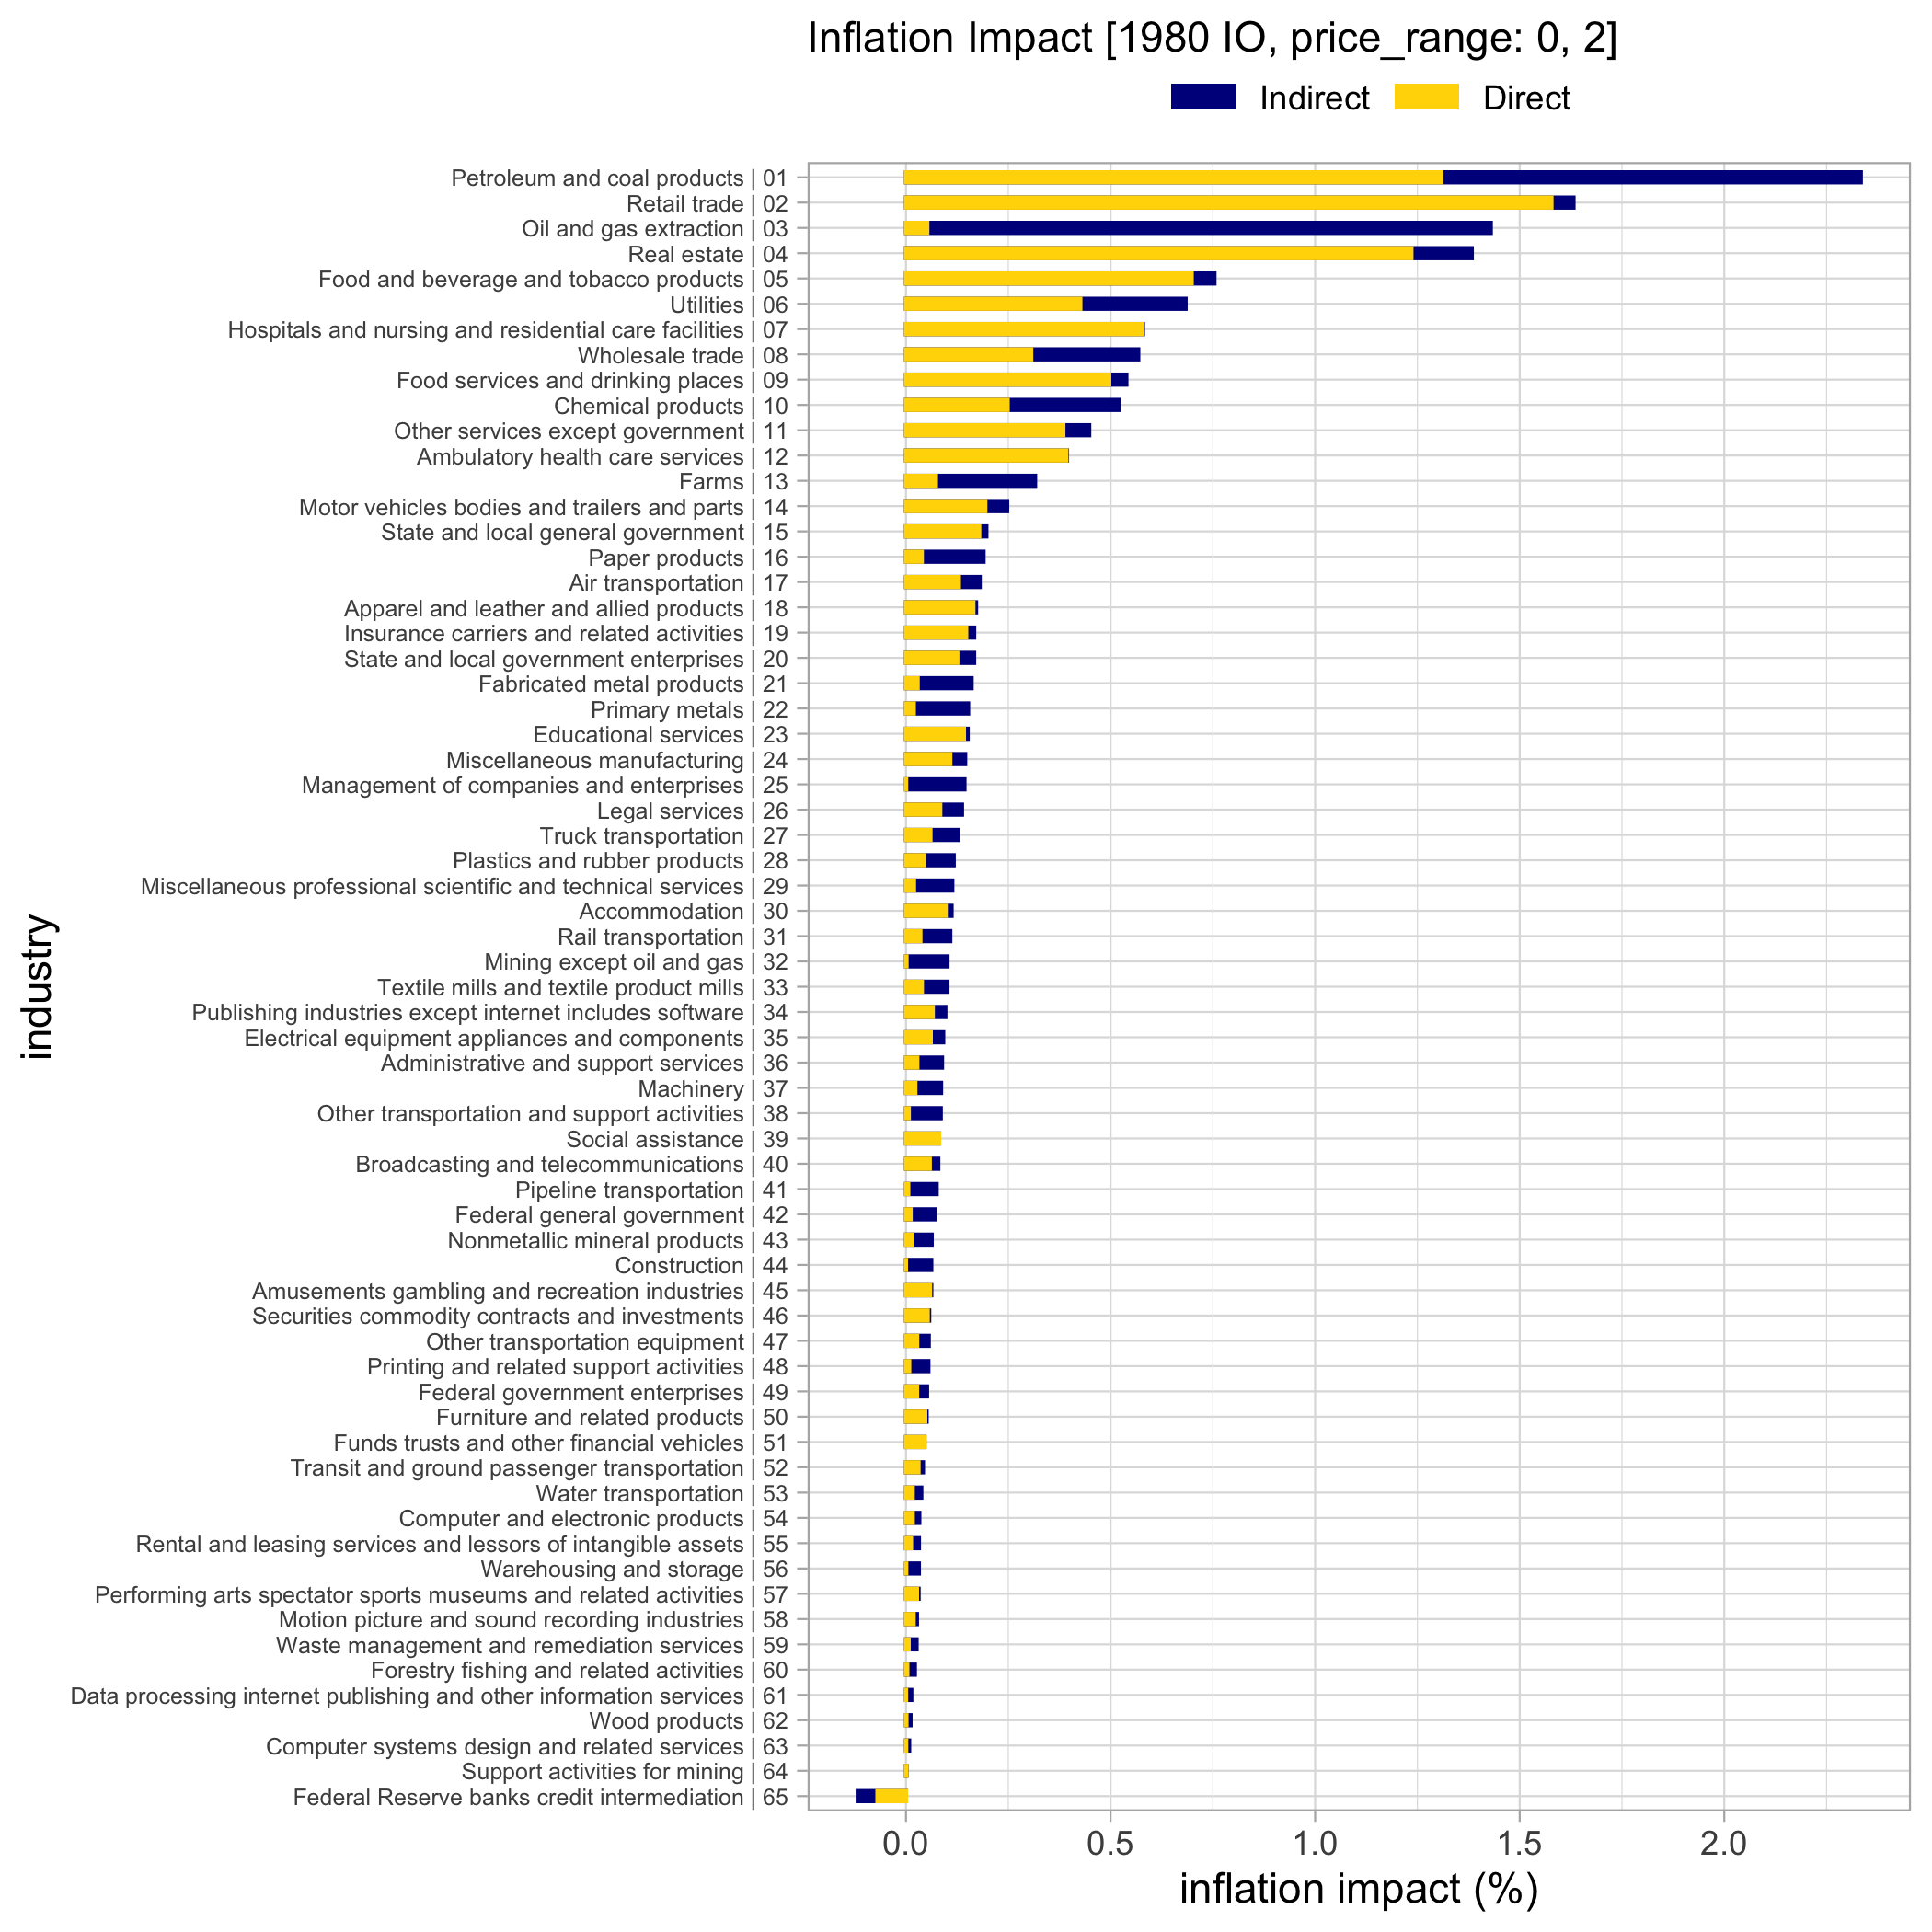 Inflation Impact [1980 IO, price_range: 0, 2]
Indirect Direct
Petroleum and coal products | 01
Retail trade | 02
Oil and gas extraction | 03
Real estate | 04
Food and beverage and tobacco products | 05
Utilities | 06
Hospitals and nursing and residential care facilities | 07
Wholesale trade | 08
Food services and drinking places | 09
Chemical products | 10
Other services except government | 11
Ambulatory health care services | 12
Farms | 13
Motor vehicles bodies and trailers and parts | 14
State and local general government | 15
Paper products | 16
Air transportation | 17
Apparel and leather and allied products | 18
Insurance carriers and related activities | 19
State and local government enterprises | 20
Fabricated metal products | 21
Primary metals | 22
Educational services | 23
Miscellaneous manufacturing | 24
Management of companies and enterprises | 25
Legal services | 26
Truck transportation | 27
Plastics and rubber products | 28
Miscellaneous professional scientific and technical services | 29
Accommodation | 30
Rail transportation | 31
Mining except oil and gas | 32
Textile mills and textile product mills | 33
Publishing industries except internet includes software | 34
Electrical equipment appliances and components | 35
Administrative and support services | 36
Machinery | 37
Other transportation and support activities | 38
Social assistance | 39
Broadcasting and telecommunications | 40
Pipeline transportation | 41
Federal general government | 42
Nonmetallic mineral products | 43
Construction | 44
Amusements gambling and recreation industries | 45
Securities commodity contracts and investments | 46
Other transportation equipment | 47
Printing and related support activities | 48
Federal government enterprises | 49
Furniture and related products | 50
Funds trusts and other financial vehicles | 51
Transit and ground passenger transportation | 52
Water transportation | 53
Computer and electronic products | 54
Rental and leasing services and lessors of intangible assets | 55
Warehousing and storage | 56
Performing arts spectator sports museums and related activities | 57
Motion picture and sound recording industries | 58
Waste management and remediation services | 59
Forestry fishing and related activities | 60
Data processing internet publishing and other information services | 61
Wood products | 62
Computer systems design and related services | 63
Support activities for mining | 64
Federal Reserve banks credit intermediation | 65
industry
0.0 0.5 1.0 1.5 2.0
inflation impact (%)